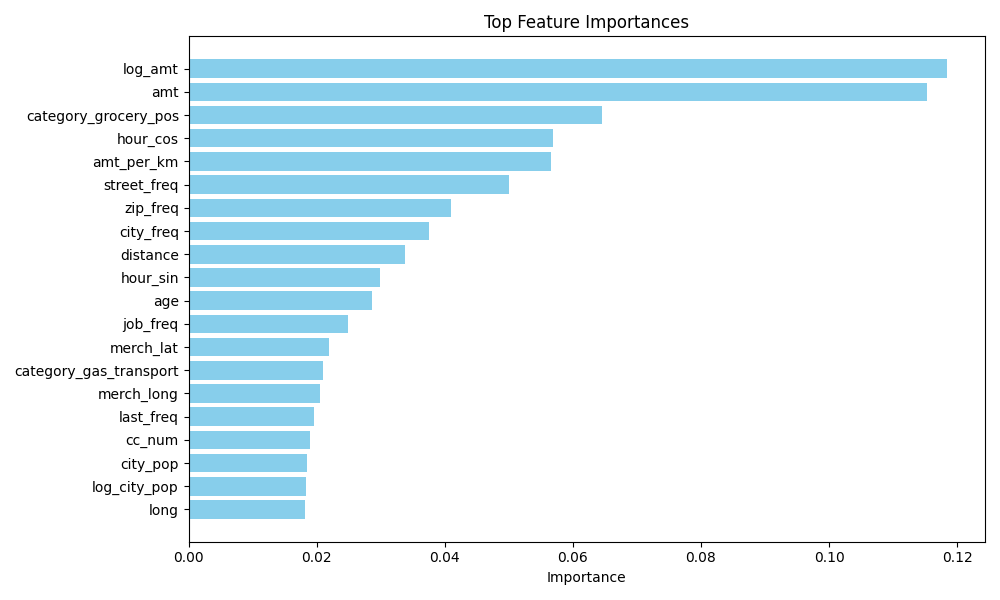 Top Feature Importances
log_amt
amt
category_grocery_pos
hour_cos
amt_per_km
street_freq
zip_freq
city_freq
distance
hour_sin
age
job_freq
merch_lat
category_gas_transport
merch_long
last_freq
cc_num
city_pop
log_city_pop
long
0.00 0.02 0.04 0.06 0.08 0.10 0.12
Importance